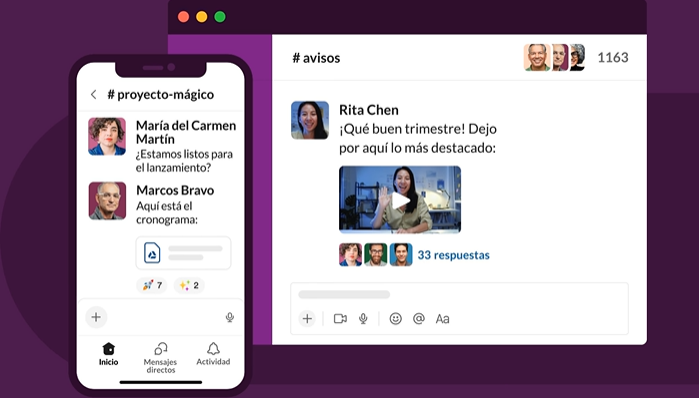 # proyecto-mágico
María del Carmen
Martín
¿Estamos listos para
el lanzamiento?
Marcos Bravo
Aquí está el
cronograma:
7
2
Inicio
Mensajes
directos
Actividad
# avisos
1163
Rita Chen
¡Qué buen trimestre! Dejo
por aquí lo más destacado:
33 respuestas
@
Aa